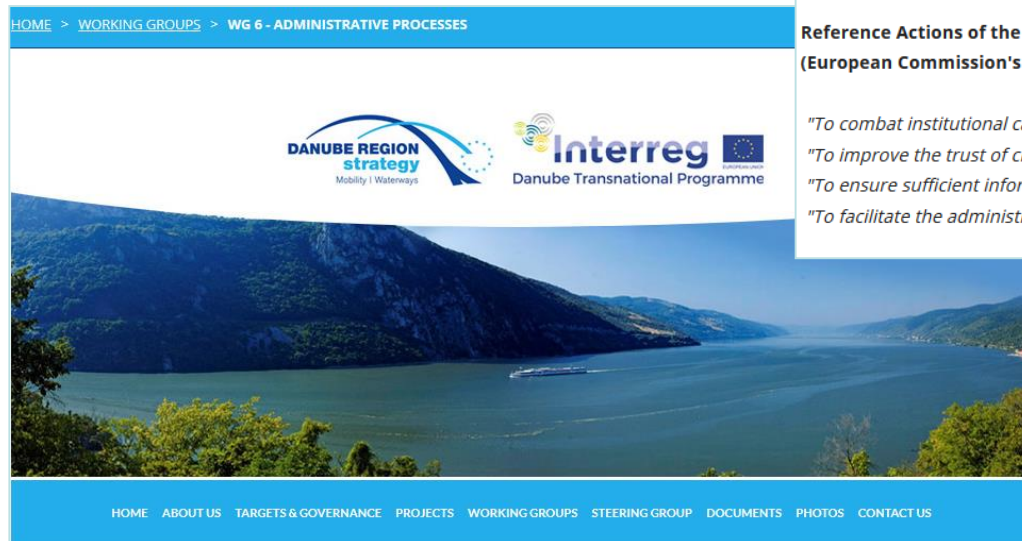 HOME > WORKING GROUPS > WG 6 - ADMINISTRATIVE PROCESSES
Reference Actions of the
(European Commission's
"To combat institutional
"To improve the trust of
"To ensure sufficient
"To facilitate the
DANUBE REGION
strategy
Mobility | Waterways
Interreg
EUROPEAN UNION
Danube Transnational Programme
HOME ABOUT US TARGETS & GOVERNANCE PROJECTS WORKING GROUPS STEERING GROUP DOCUMENTS PHOTOS CONTACT US